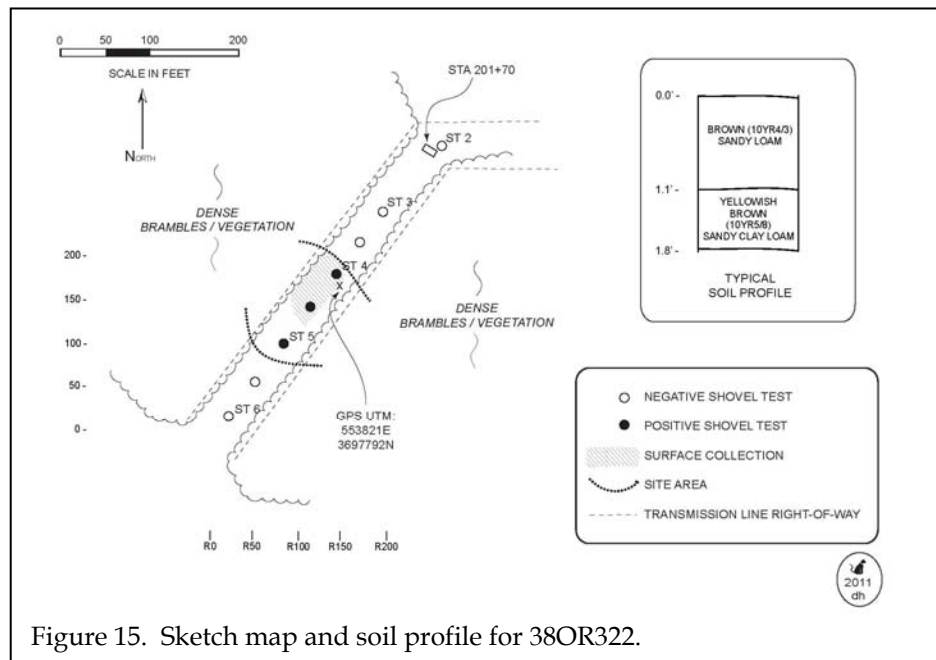 0 50 100 200
SCALE IN FEET
NORTH
STA 201+70
ST 2
ST 3
DENSE
BRAMBLES / VEGETATION
ST 4
X
200 -
150 -
100 -
50 -
0 -
ST 5
ST 6
DENSE
BRAMBLES / VEGETATION
GPS UTM:
553821E
3697792N
R0 R50 R100 R150 R200
0.0' -
BROWN (10YR4/3)
SANDY LOAM
1.1' -
YELLOWISH
BROWN
(10YR5/8)
SANDY CLAY LOAM
1.8' -
TYPICAL
SOIL PROFILE
NEGATIVE SHOVEL TEST
POSITIVE SHOVEL TEST
SURFACE COLLECTION
SITE AREA
TRANSMISSION LINE RIGHT-OF-WAY
2011
dh
Figure 15. Sketch map and soil profile for 38OR322.